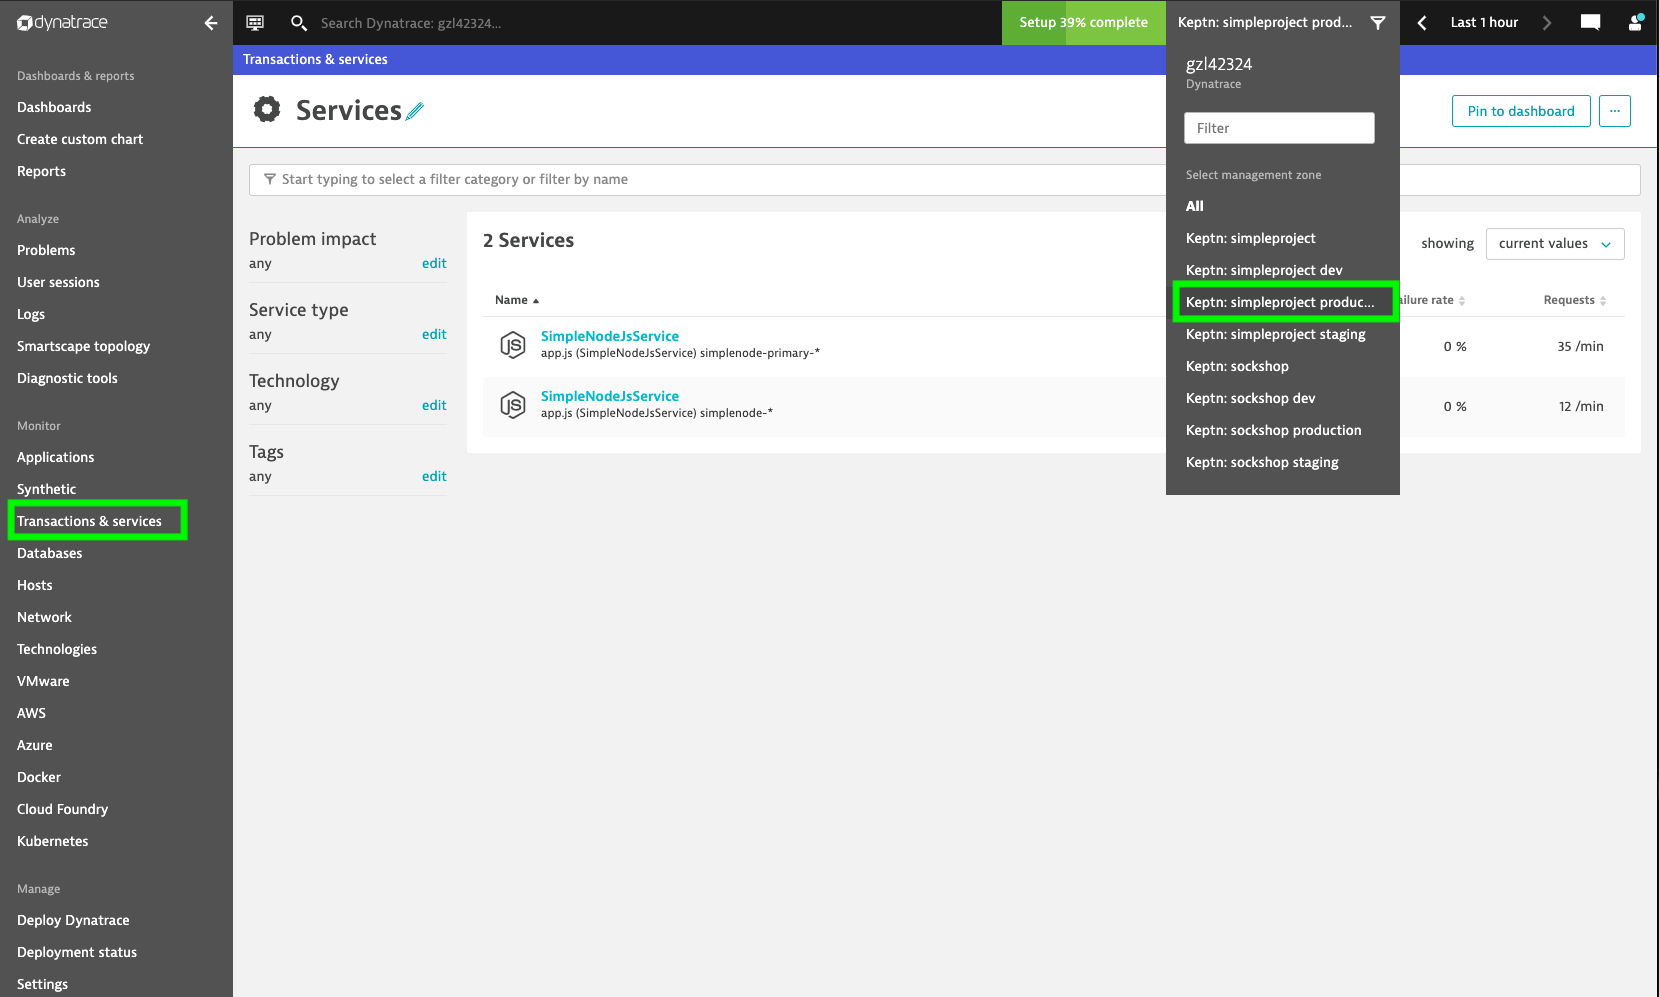 dynatrace
Search Dynatrace: gzl42324...
Setup 39% complete
Keptn: simpleproject prod...
Last 1 hour
Transactions & services
Dashboards & reports
Dashboards
Create custom chart
Reports
Analyze
Problems
User sessions
Logs
Smartscape topology
Diagnostic tools
Monitor
Applications
Synthetic
Transactions & services
Databases
Hosts
Network
Technologies
VMware
AWS
Azure
Docker
Cloud Foundry
Kubernetes
Manage
Deploy Dynatrace
Deployment status
Settings
Services
Pin to dashboard
...
Start typing to select a filter category or filter by name
Problem impact
any edit
Service type
any edit
Technology
any edit
Tags
any edit
2 Services
showing current values
Name
ailure rate
Requests
SimpleNodeJsService
app.js (SimpleNodeJsService) simplenode-primary-*
0 %
35 /min
SimpleNodeJsService
app.js (SimpleNodeJsService) simplenode-*
0 %
12 /min
gzl42324
Dynatrace
Filter
Select management zone
All
Keptn: simpleproject
Keptn: simpleproject dev
Keptn: simpleproject produc...
Keptn: simpleproject staging
Keptn: sockshop
Keptn: sockshop dev
Keptn: sockshop production
Keptn: sockshop staging